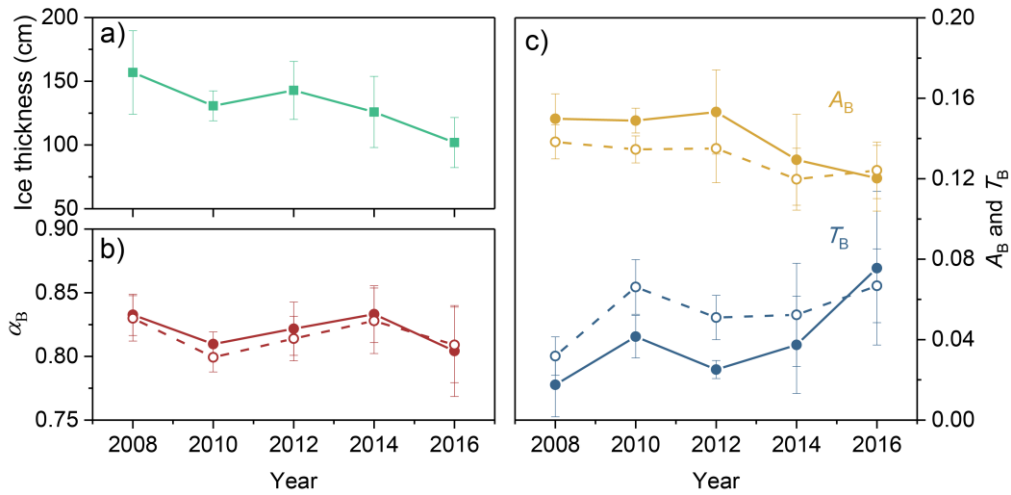 a)
Ice thickness (cm)
200
150
100
50
b)
αB
0.90
0.85
0.80
0.75
2008 2010 2012 2014 2016
Year
c)
AB
TB
0.20
0.16
0.12
0.08
0.04
0.00
AB and TB
2008 2010 2012 2014 2016
Year